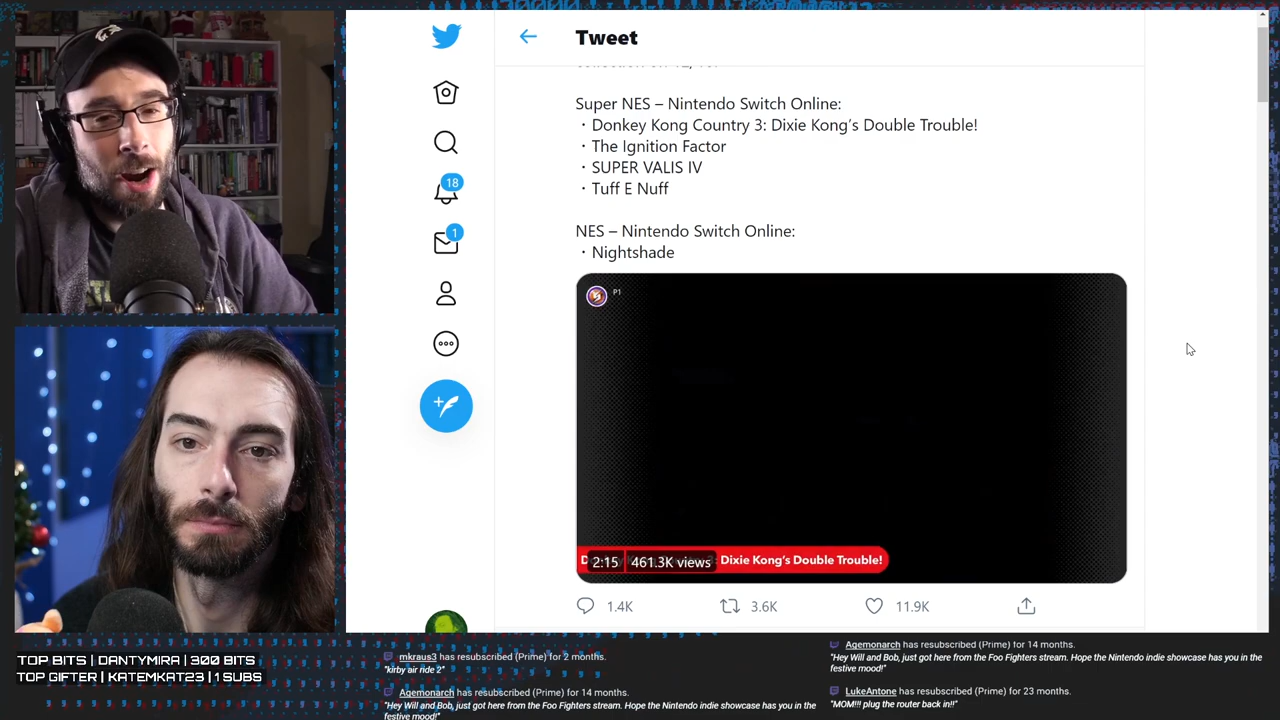 Tweet
Super NES – Nintendo Switch Online:
・Donkey Kong Country 3: Dixie Kong's Double Trouble!
・The Ignition Factor
・SUPER VALIS IV
・Tuff E Nuff
NES – Nintendo Switch Online:
・Nightshade
18
1
P1
2:15 461.3K views Dixie Kong's Double Trouble!
1.4K 3.6K 11.9K
TOP BITS | DANTYMIRA | 300 BITS
TOP GIFTER | KATEMKAT23 | 1 SUBS
mkraus3 has resubscribed (Prime) for 2 months.
"kirby air ride 2"
Agemonarch has resubscribed (Prime) for 14 months.
"Hey Will and Bob, just got here from the Foo Fighters stream. Hope the Nintendo indie showcase has you in the
festive mood!"
Agemonarch has resubscribed (Prime) for 14 months.
"Hey Will and Bob, just got here from the Foo Fighters stream. Hope the Nintendo indie showcase has you in the
festive mood!"
LukeAntone has resubscribed (Prime) for 23 months.
"MOM!!! plug the router back in!!"